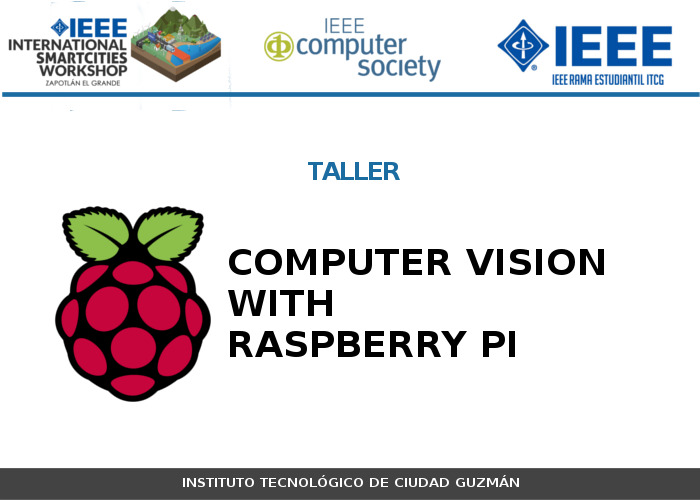 IEEE
INTERNATIONAL
SMARTCITIES
WORKSHOP
ZAPOTLÁN EL GRANDE
IEEE
computer
society
IEEE
IEEE RAMA ESTUDIANTIL ITCG
TALLER
COMPUTER VISION
WITH
RASPBERRY PI
INSTITUTO TECNOLÓGICO DE CIUDAD GUZMÁN